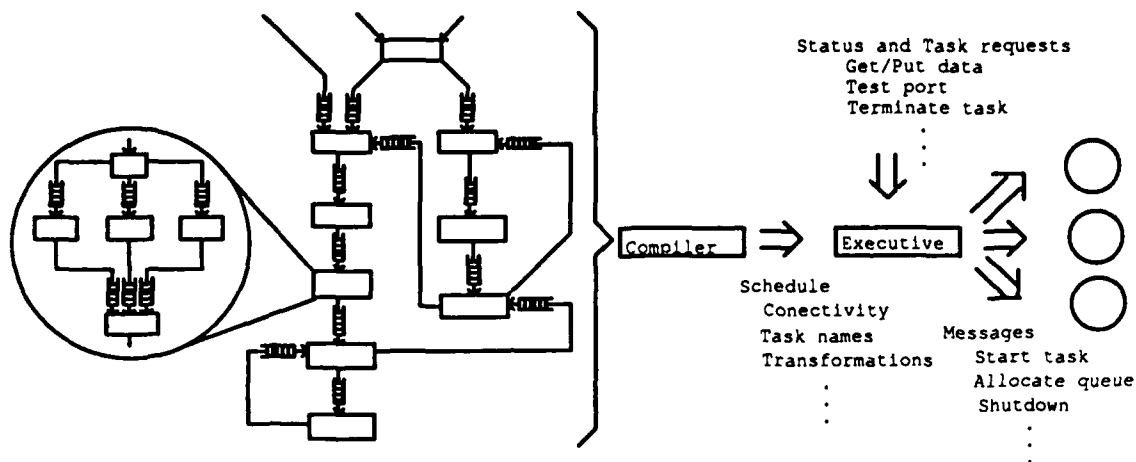 Status and Task requests
Get/Put data
Test port
Terminate task
.
.
.
Compiler
Executive
Schedule
Conectivity
Task names
Transformations
.
.
.
Messages
Start task
Allocate queue
Shutdown
.
.
.